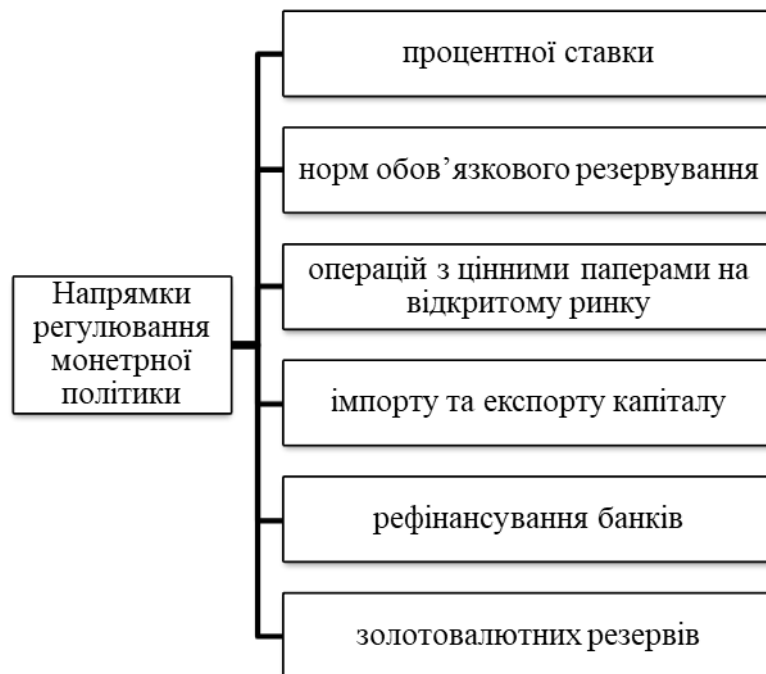 процентної ставки
норм обов’язкового резервування
операцій з цінними паперами на
відкритому ринку
Напрямки
регулювання
монетрної
політики
імпорту та експорту капіталу
рефінансування банків
золотовалютних резервів